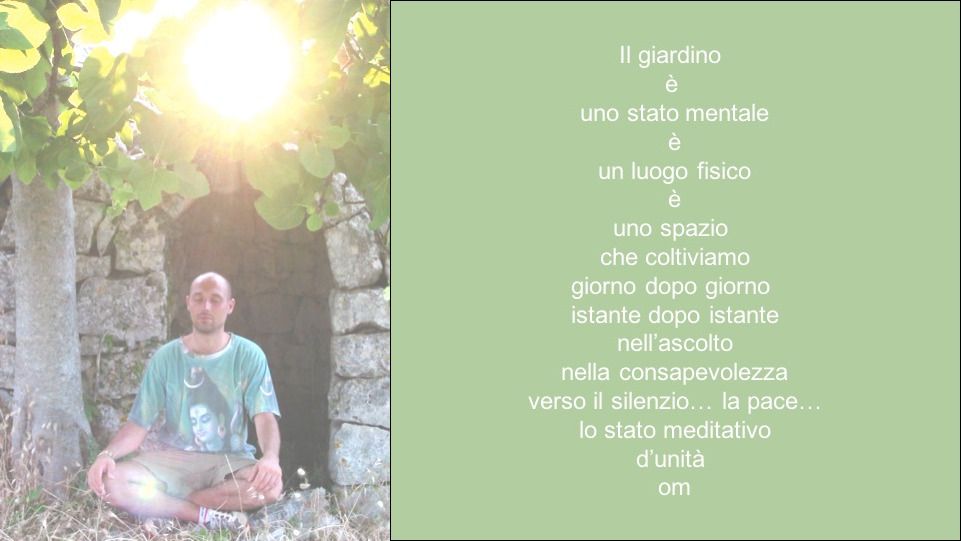 Il giardino
è
uno stato mentale
è
un luogo fisico
è
uno spazio
che coltiviamo
giorno dopo giorno
istante dopo istante
nell’ascolto
nella consapevolezza
verso il silenzio… la pace…
lo stato meditativo
d’unità
om